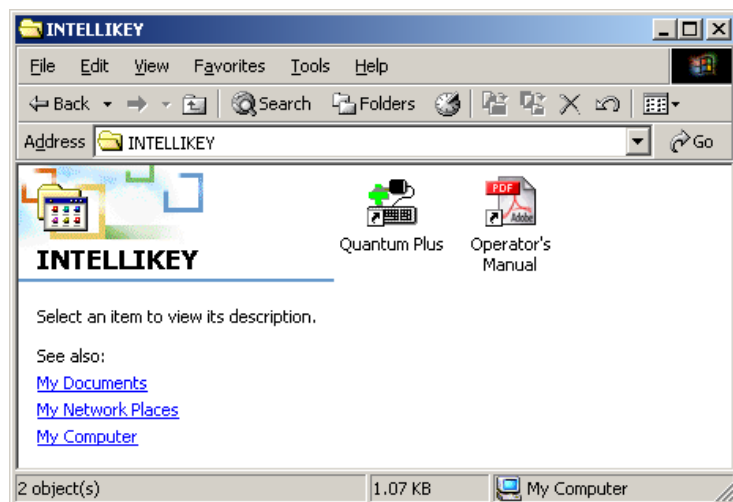 INTELLIKEY
File Edit View Favorites Tools Help
Back Search Folders
Address INTELLIKEY Go
PDF
Adobe
Quantum Plus
Operator's
Manual
INTELLIKEY
Select an item to view its description.
See also:
My Documents
My Network Places
My Computer
2 object(s) 1.07 KB My Computer